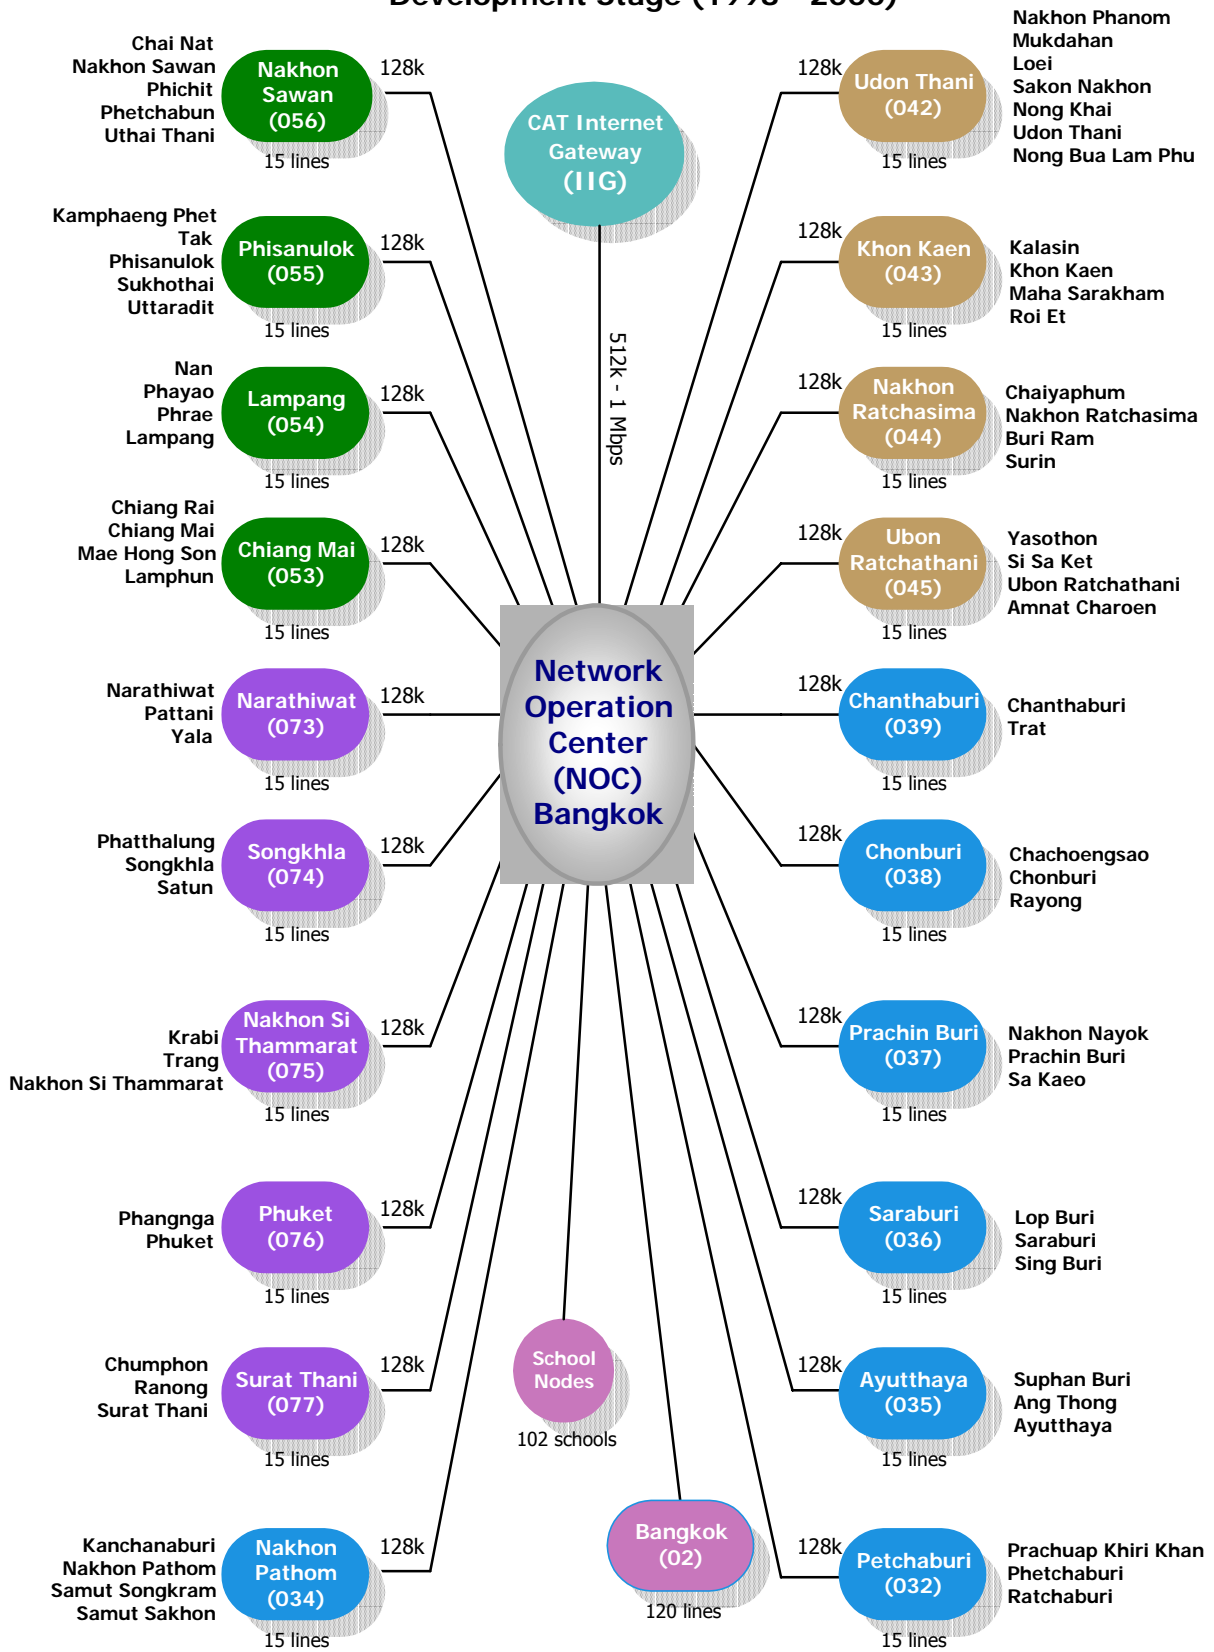 Chai Nat
Nakhon Sawan
Phichit
Phetchabun
Uthai Thani
Nakhon
Sawan
(056)
128k
15 lines
Kamphaeng Phet
Tak
Phisanulok
Sukhothai
Uttaradit
Phisanulok
(055)
128k
15 lines
Nan
Phayao
Phrae
Lampang
Lampang
(054)
128k
15 lines
Chiang Rai
Chiang Mai
Mae Hong Son
Lamphun
Chiang Mai
(053)
128k
15 lines
Narathiwat
Pattani
Yala
Narathiwat
(073)
128k
15 lines
Phatthalung
Songkhla
Satun
Songkhla
(074)
128k
15 lines
Krabi
Trang
Nakhon Si Thammarat
Nakhon Si
Thammarat
(075)
128k
15 lines
Phangnga
Phuket
Phuket
(076)
128k
15 lines
Chumphon
Ranong
Surat Thani
Surat Thani
(077)
128k
15 lines
Kanchanaburi
Nakhon Pathom
Samut Songkram
Samut Sakhon
Nakhon
Pathom
(034)
128k
15 lines
CAT Internet
Gateway
(IIG)
512k - 1 Mbps
Network
Operation
Center
(NOC)
Bangkok
School
Nodes
102 schools
Bangkok
(02)
120 lines
128k
Udon Thani
(042)
15 lines
Nakhon Phanom
Mukdahan
Loei
Sakon Nakhon
Nong Khai
Udon Thani
Nong Bua Lam Phu
128k
Khon Kaen
(043)
15 lines
Kalasin
Khon Kaen
Maha Sarakham
Roi Et
128k
Nakhon
Ratchasima
(044)
15 lines
Chaiyaphum
Nakhon Ratchasima
Buri Ram
Surin
128k
Ubon
Ratchathani
(045)
15 lines
Yasothon
Si Sa Ket
Ubon Ratchathani
Amnat Charoen
128k
Chanthaburi
(039)
15 lines
Chanthaburi
Trat
128k
Chonburi
(038)
15 lines
Chachoengsao
Chonburi
Rayong
128k
Prachin Buri
(037)
15 lines
Nakhon Nayok
Prachin Buri
Sa Kaeo
128k
Saraburi
(036)
15 lines
Lop Buri
Saraburi
Sing Buri
128k
Ayutthaya
(035)
15 lines
Suphan Buri
Ang Thong
Ayutthaya
128k
Petchaburi
(032)
15 lines
Prachuap Khiri Khan
Phetchaburi
Ratchaburi